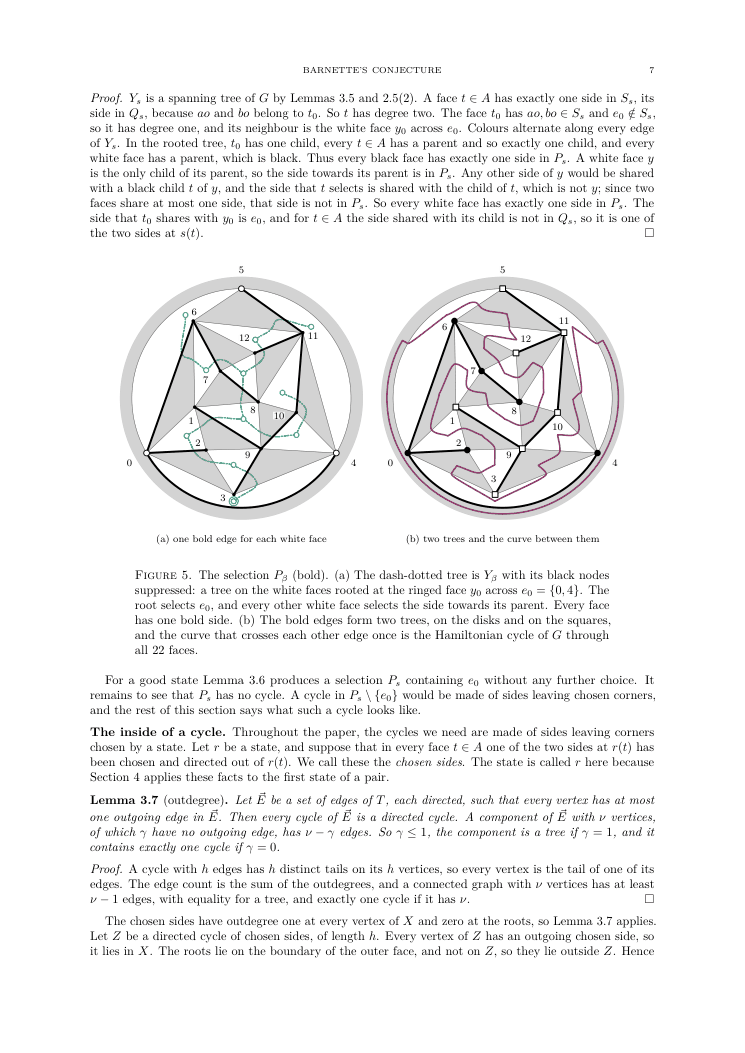 BARNETTE'S CONJECTURE 7
Proof. Yₛ is a spanning tree of G by Lemmas 3.5 and 2.5(2). A face t ∈ A has exactly one side in Sₛ, its
side in Qₛ, because ao and bo belong to t₀. So t has degree two. The face t₀ has ao, bo ∈ Sₛ and e₀ ∉ Sₛ,
so it has degree one, and its neighbour is the white face y₀ across e₀. Colours alternate along every edge
of Yₛ. In the rooted tree, t₀ has one child, every t ∈ A has a parent and so exactly one child, and every
white face has a parent, which is black. Thus every black face has exactly one side in Pₛ. A white face y
is the only child of its parent, so the side towards its parent is in Pₛ. Any other side of y would be shared
with a black child t of y, and the side that t selects is shared with the child of t, which is not y; since two
faces share at most one side, that side is not in Pₛ. So every white face has exactly one side in Pₛ. The
side that t₀ shares with y₀ is e₀, and for t ∈ A the side shared with its child is not in Qₛ, so it is one of
the two sides at s(t). □
5
6
12
11
7
8
10
1
2
9
0
4
3
5
11
6
12
7
8
1
10
2
9
0
4
3
(a) one bold edge for each white face
(b) two trees and the curve between them
Figure 5. The selection P_β (bold). (a) The dash-dotted tree is Y_β with its black nodes
suppressed: a tree on the white faces rooted at the ringed face y₀ across e₀ = {0, 4}. The
root selects e₀, and every other white face selects the side towards its parent. Every face
has one bold side. (b) The bold edges form two trees, on the disks and on the squares,
and the curve that crosses each other edge once is the Hamiltonian cycle of G through
all 22 faces.
For a good state Lemma 3.6 produces a selection Pₛ containing e₀ without any further choice. It
remains to see that Pₛ has no cycle. A cycle in Pₛ \ {e₀} would be made of sides leaving chosen corners,
and the rest of this section says what such a cycle looks like.
The inside of a cycle. Throughout the paper, the cycles we need are made of sides leaving corners
chosen by a state. Let r be a state, and suppose that in every face t ∈ A one of the two sides at r(t) has
been chosen and directed out of r(t). We call these the chosen sides. The state is called r here because
Section 4 applies these facts to the first state of a pair.
Lemma 3.7 (outdegree). Let E⃗ be a set of edges of T, each directed, such that every vertex has at most
one outgoing edge in E⃗. Then every cycle of E⃗ is a directed cycle. A component of E⃗ with ν vertices,
of which γ have no outgoing edge, has ν − γ edges. So γ ≤ 1, the component is a tree if γ = 1, and it
contains exactly one cycle if γ = 0.
Proof. A cycle with h edges has h distinct tails on its h vertices, so every vertex is the tail of one of its
edges. The edge count is the sum of the outdegrees, and a connected graph with ν vertices has at least
ν − 1 edges, with equality for a tree, and exactly one cycle if it has ν. □
The chosen sides have outdegree one at every vertex of X and zero at the roots, so Lemma 3.7 applies.
Let Z be a directed cycle of chosen sides, of length h. Every vertex of Z has an outgoing chosen side, so
it lies in X. The roots lie on the boundary of the outer face, and not on Z, so they lie outside Z. Hence